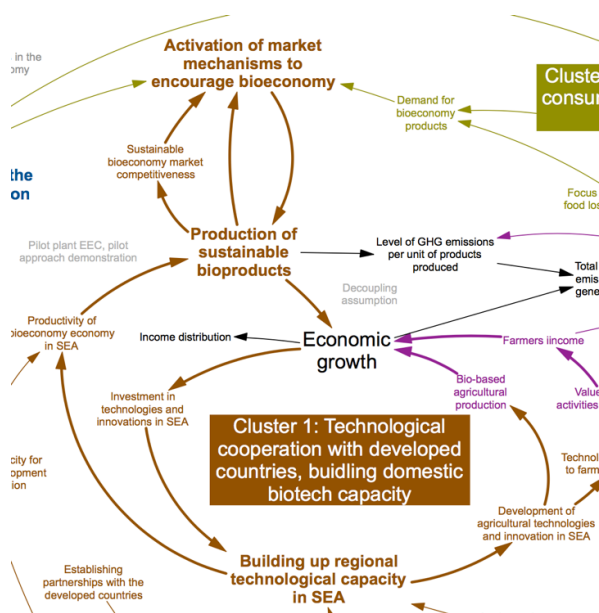 Activation of market
mechanisms to
encourage bioeconomy
in the
Cluster
consur
Demand for
bioeconomy
products
Sustainable
bioeconomy market
competitiveness
the
on
Focus
food los
Production of
sustainable
bioproducts
Pilot plant EEC, pilot
approach demonstration
Level of GHG emissions
per unit of products
produced
Total
emis
gene
Decoupling
assumption
Productivity of
bioeconomy economy
in SEA
Income distribution
Economic
growth
Farmers iincome
Bio-based
agricultural
production
Value
activities
Investment in
technologies and
innovations in SEA
Cluster 1: Technological
cooperation with developed
countries, buidling domestic
biotech capacity
city for
lopment
ion
Technolo
to farm
Development of
agricultural technologies
and innovation in SEA
Building up regional
technological capacity
in SEA
Establishing
partnerships with the
developed countries